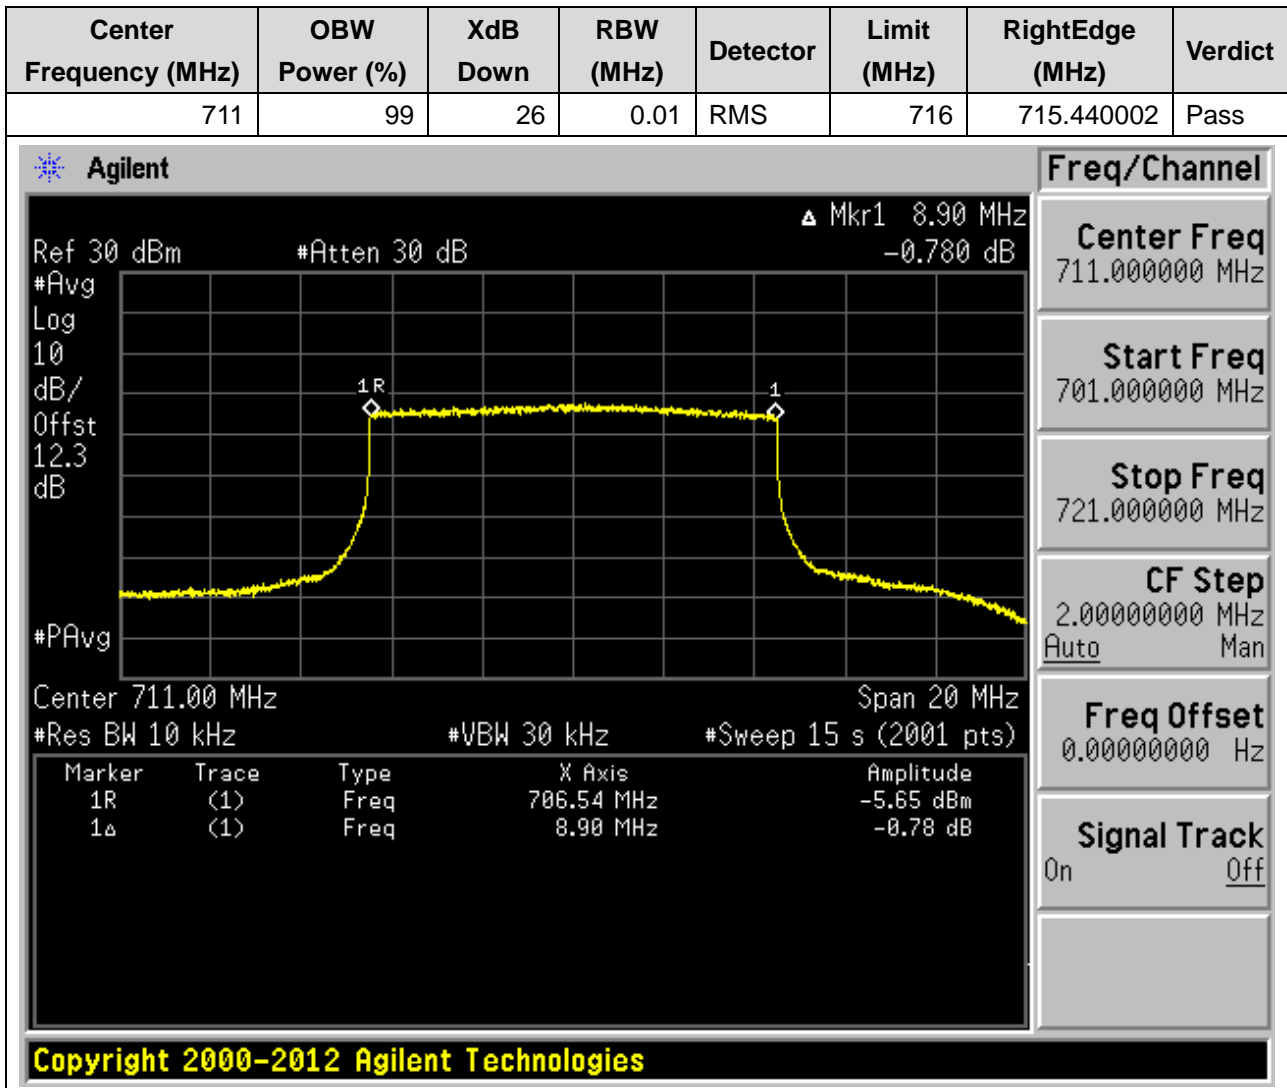 Center Frequency (MHz) OBW Power (%) XdB Down RBW (MHz) Detector Limit (MHz) RightEdge (MHz) Verdict
711 99 26 0.01 RMS 716 715.440002 Pass
Agilent
Freq/Channel
Δ Mkr1 8.90 MHz
Ref 30 dBm #Atten 30 dB -0.780 dB
#Avg
Log
10
dB/
Offst
12.3
dB
#PAvg
1R
1
Center 711.00 MHz Span 20 MHz
#Res BW 10 kHz #VBW 30 kHz #Sweep 15 s (2001 pts)
Marker Trace Type X Axis Amplitude
1R (1) Freq 706.54 MHz -5.65 dBm
1Δ (1) Freq 8.90 MHz -0.78 dB
Center Freq
711.000000 MHz
Start Freq
701.000000 MHz
Stop Freq
721.000000 MHz
CF Step
2.00000000 MHz
Auto Man
Freq Offset
0.00000000 Hz
Signal Track
On Off
Copyright 2000-2012 Agilent Technologies